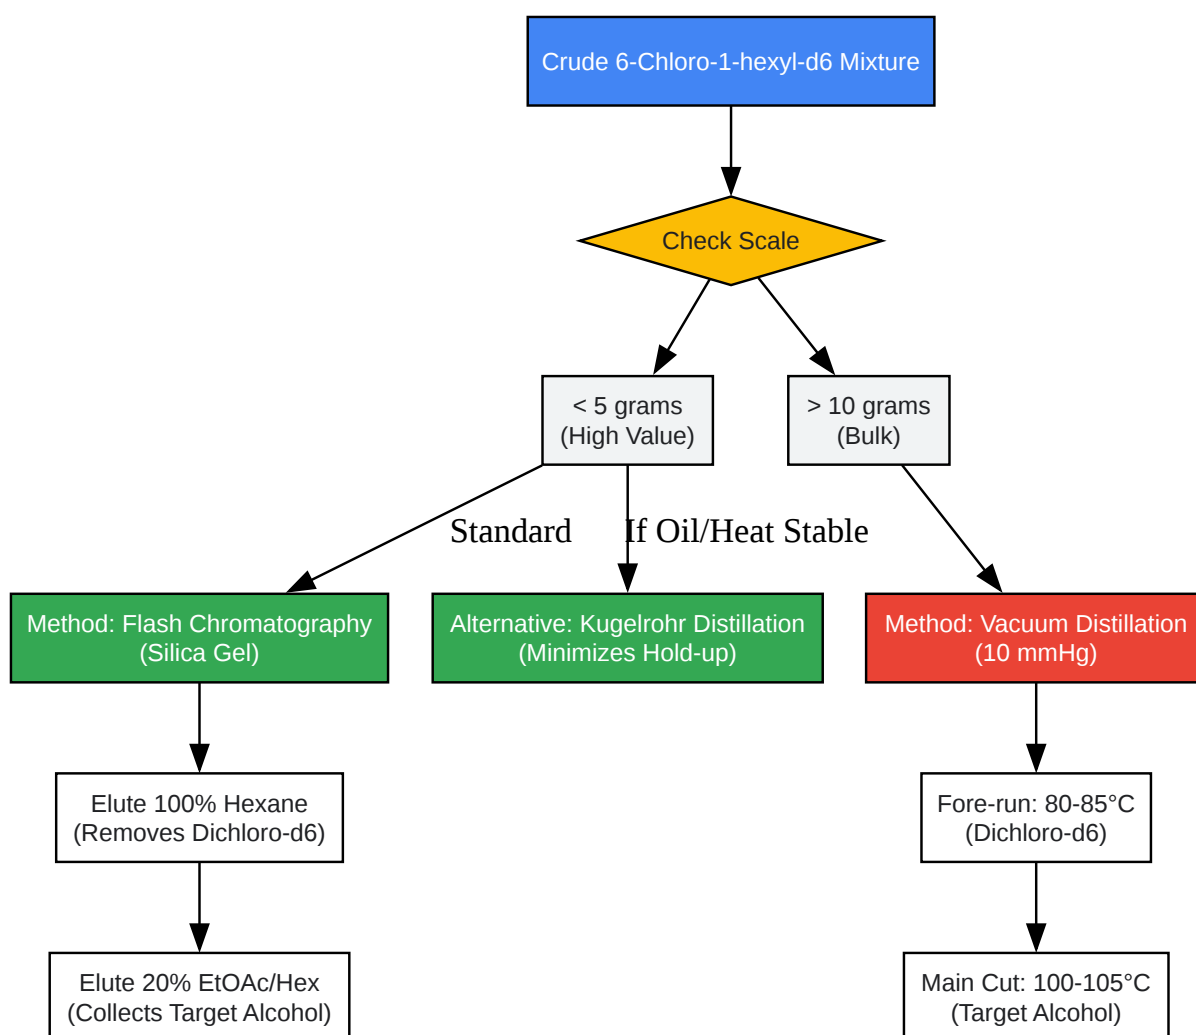 Crude 6-Chloro-1-hexyl-d6 Mixture
Check Scale
< 5 grams
(High Value)
> 10 grams
(Bulk)
Standard
If Oil/Heat Stable
Method: Flash Chromatography
(Silica Gel)
Alternative: Kugelrohr Distillation
(Minimizes Hold-up)
Method: Vacuum Distillation
(10 mmHg)
Elute 100% Hexane
(Removes Dichloro-d6)
Fore-run: 80-85°C
(Dichloro-d6)
Elute 20% EtOAc/Hex
(Collects Target Alcohol)
Main Cut: 100-105°C
(Target Alcohol)